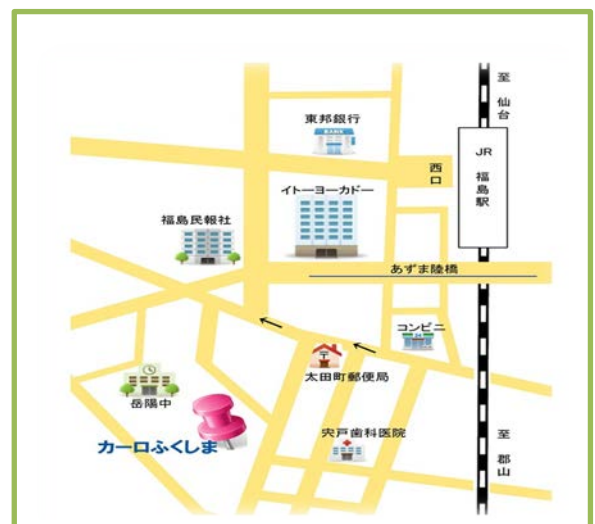 至
仙台
東邦銀行
BANK
JR
福島駅
西口
イトーヨーカドー
福島民報社
あずま陸橋
コンビニ
〒
太田町郵便局
岳陽中
カーロふくしま
宍戸歯科医院
至
郡山